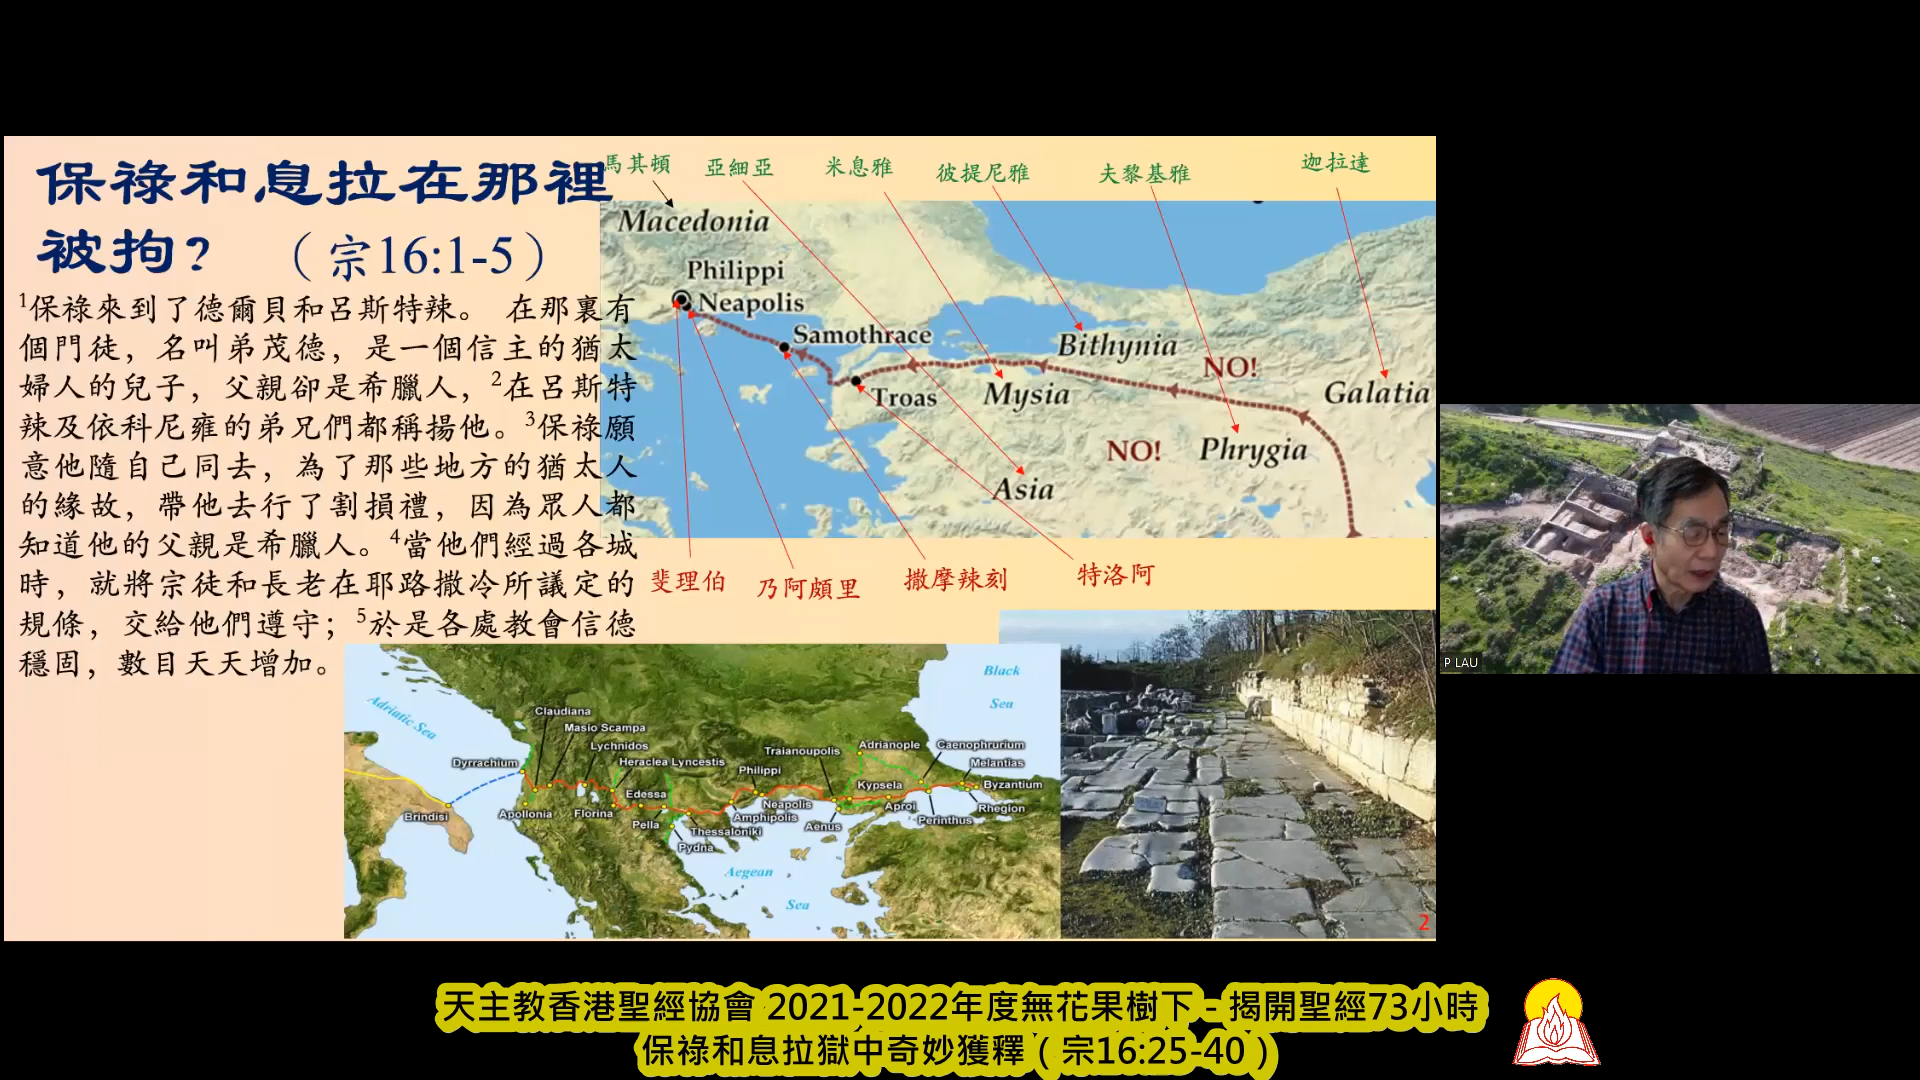 保祿和息拉在那裡
被拘? （宗16:1-5）
1保祿來到了德爾貝和呂斯特辣。 在那裏有
個門徒，名叫弟茂德，是一個信主的猶太
婦人的兒子，父親卻是希臘人，2在呂斯特
辣及依科尼雍的弟兄們都稱揚他。3保祿願
意他隨自己同去，為了那些地方的猶太人
的緣故，帶他去行了割損禮，因為眾人都
知道他的父親是希臘人。4當他們經過各城
時，就將宗徒和長老在耶路撒冷所議定的
規條，交給他們遵守；5於是各處教會信德
穩固，數目天天增加。
馬其頓
亞細亞
米息雅
彼提尼雅
夫黎基雅
迦拉達
Macedonia
Philippi
Neapolis
Samothrace
Troas
Mysia
Bithynia
NO!
Galatia
NO!
Phrygia
Asia
斐理伯
乃阿頗里
撒摩辣刻
特洛阿
Black
Sea
Adriatic Sea
Claudiana
Masio Scampa
Lychnidos
Heraclea Lyncestis
Dyrrachium
Brindisi
Apollonia
Florina
Edessa
Pella
Pydna
Thessaloniki
Amphipolis
Neapolis
Philippi
Traianoupolis
Aenus
Adrianople
Kypsela
Aproi
Caenophrurium
Melantias
Byzantium
Rhegion
Perinthus
Aegean
Sea
2
P LAU
天主教香港聖經協會 2021-2022年度無花果樹下 - 揭開聖經73小時
保祿和息拉獄中奇妙獲釋（宗16:25-40）